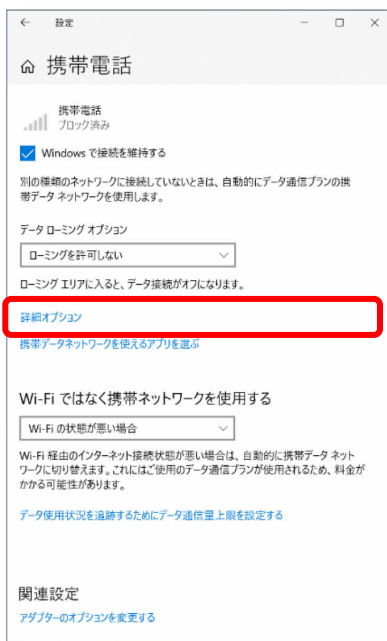 設定
携帯電話
携帯電話
ブロック済み
Windows で接続を維持する
別の種類のネットワークに接続していないときは、自動的にデータ通信プランの携
帯データ ネットワークを使用します。
データ ローミング オプション
ローミングを許可しない
ローミング エリアに入ると、データ接続がオフになります。
詳細オプション
携帯データネットワークを使えるアプリを選ぶ
Wi-Fi ではなく携帯ネットワークを使用する
Wi-Fi の状態が悪い場合
Wi-Fi 経由のインターネット接続状態が悪い場合は、自動的に携帯データ ネット
ワークに切り替えます。これにはご使用のデータ通信プランが使用されるため、料金が
かかる可能性があります。
データ使用状況を追跡するためにデータ通信量上限を設定する
関連設定
アダプターのオプションを変更する